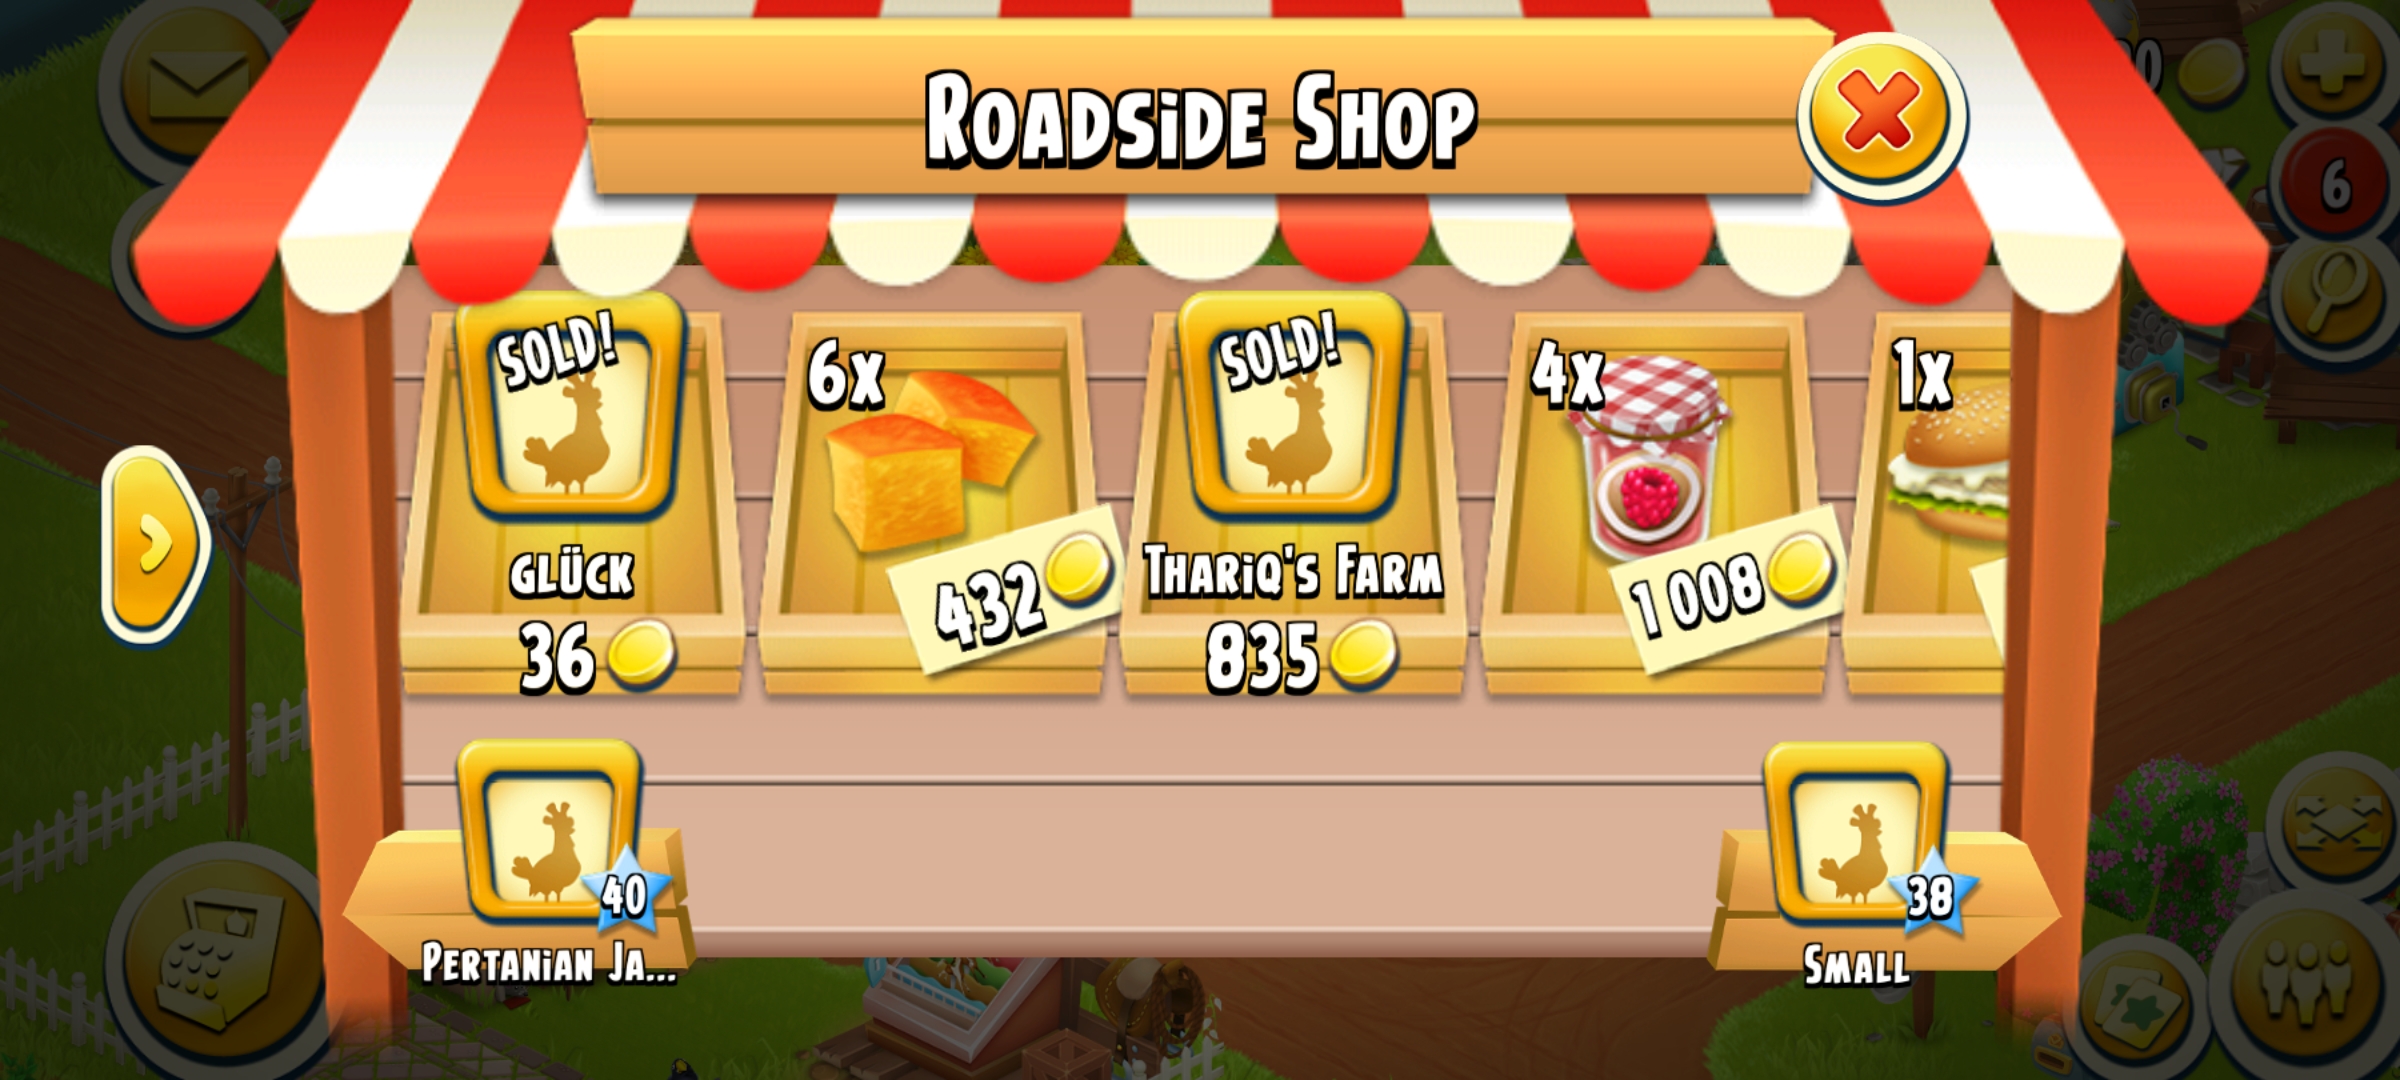 Roadside Shop
6
SOLD!
GLÜCK
36
6x
432
SOLD!
Thariq's Farm
835
4x
1 008
1x
40
Pertanian Ja...
38
Small